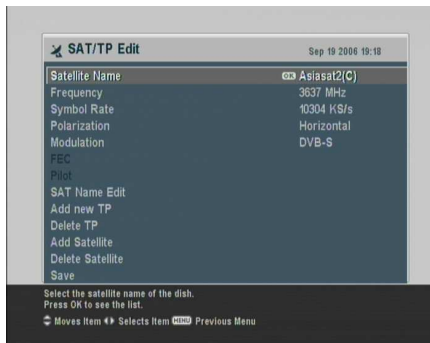 SAT/TP Edit
Sep 19 2006 19:18
Satellite Name OK Asiasat2(C)
Frequency 3637 MHz
Symbol Rate 10304 KS/s
Polarization Horizontal
Modulation DVB-S
FEC
Pilot
SAT Name Edit
Add new TP
Delete TP
Add Satellite
Delete Satellite
Save
Select the satellite name of the dish.
Press OK to see the list.
Moves Item Selects Item MENU Previous Menu